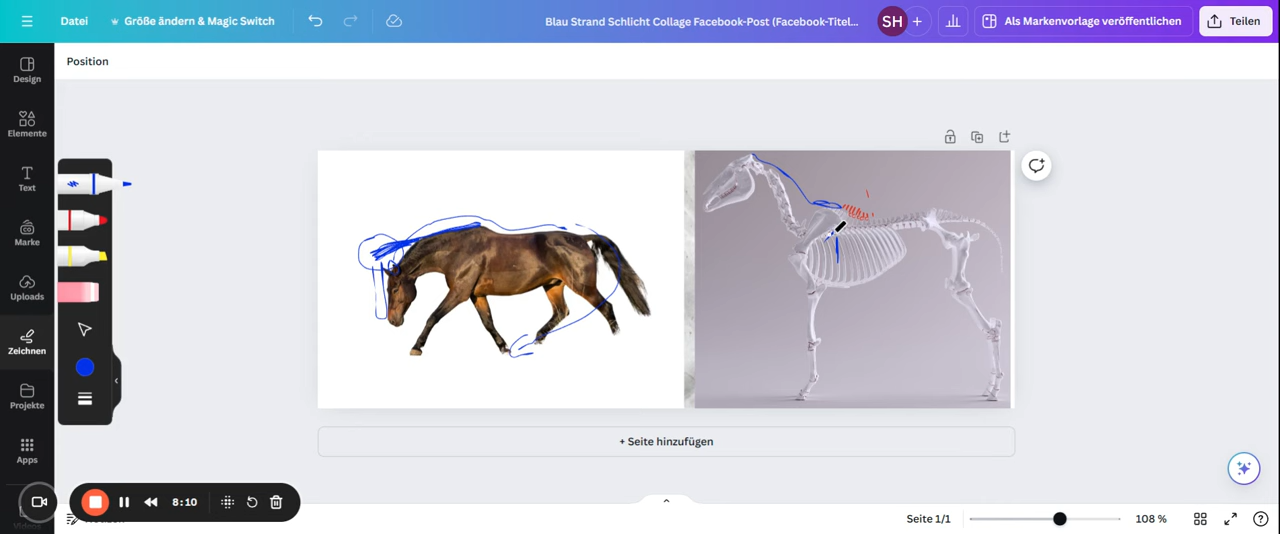 Datei
Größe ändern & Magic Switch
Blau Strand Schlicht Collage Facebook-Post (Facebook-Titel...
SH
Als Markenvorlage veröffentlichen
Teilen
Position
Design
Elemente
Text
Marke
Uploads
Zeichnen
Projekte
Apps
+ Seite hinzufügen
8:10
Seite 1/1
108 %